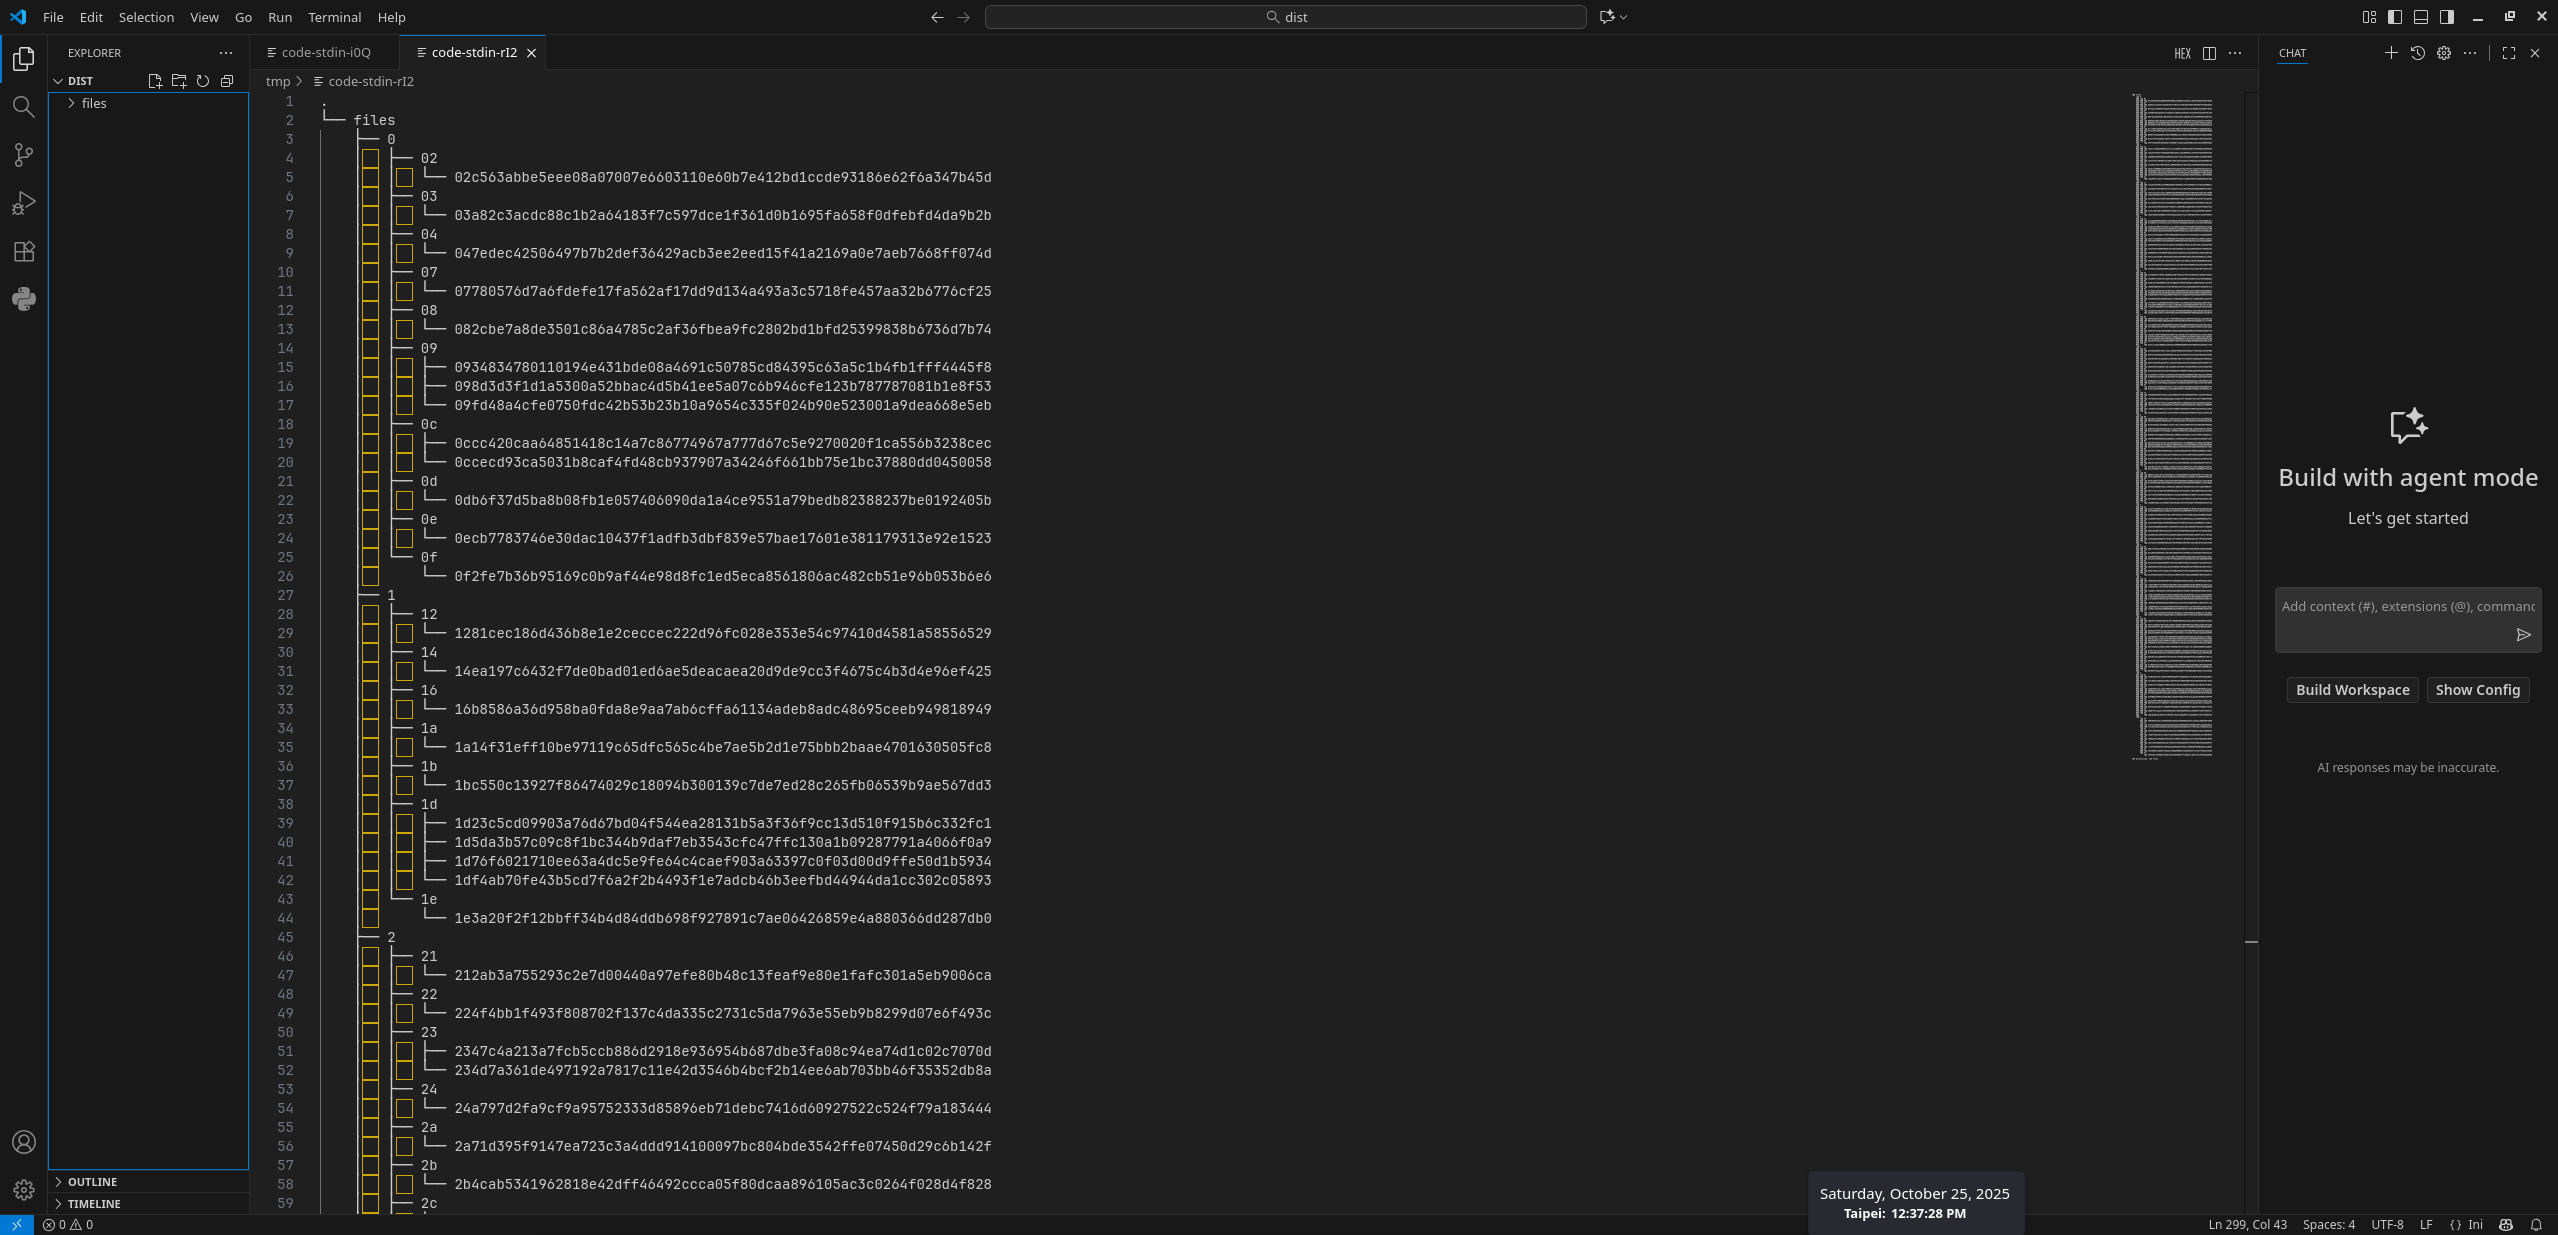 File Edit Selection View Go Run Terminal Help
dist
EXPLORER
DIST
files
OUTLINE
TIMELINE
code-stdin-i0Q
code-stdin-rI2
HEX
tmp > code-stdin-rI2
1 .
2 └── files
3 ├── 0
4 ├── 02
5 └── 02c563abbe5eee08a07007e6603110e60b7e412bd1ccde93186e62f6a347b45d
6 ├── 03
7 └── 03a82c3acdc88c1b2a64183f7c597dce1f361d0b1695fa658f0dfebfd4da9b2b
8 ├── 04
9 └── 047edec42506497b7b2def36429acb3ee2eed15f41a2169a0e7aeb7668ff074d
10 ├── 07
11 └── 07780576d7a6fdefe17fa562af17dd9d134a493a3c5718fe457aa32b6776cf25
12 ├── 08
13 └── 082cbe7a8de3501c86a4785c2af36fbea9fc2802bd1bfd25399838b6736d7b74
14 ├── 09
15 ├── 0934834780110194e431bde08a4691c50785cd84395c63a5c1b4fb1fff4445f8
16 ├── 098d3d3f1d1a5300a52bbac4d5b41ee5a07c6b946cfe123b787787081b1e8f53
17 └── 09fd48a4cfe0750fdc42b53b23b10a9654c335f024b90e523001a9dea668e5eb
18 ├── 0c
19 ├── 0ccc420caa64851418c14a7c86774967a777d67c5e9270020f1ca556b3238cec
20 └── 0ccecd93ca5031b8caf4fd48cb937907a34246f661bb75e1bc37880dd0450058
21 ├── 0d
22 └── 0db6f37d5ba8b08fb1e057406090da1a4ce9551a79bedb82388237be0192405b
23 ├── 0e
24 └── 0ecb7783746e30dac10437f1adfb3dbf839e57bae17601e381179313e92e1523
25 └── 0f
26 └── 0f2fe7b36b95169c0b9af44e98d8fc1ed5eca8561806ac482cb51e96b053b6e6
27 ├── 1
28 ├── 12
29 └── 1281cec186d436b8e1e2ceccec222d96fc028e353e54c97410d4581a58556529
30 ├── 14
31 └── 14ea197c6432f7de0bad01ed6ae5deacaea20d9de9cc3f4675c4b3d4e96ef425
32 ├── 16
33 └── 16b8586a36d958ba0fda8e9aa7ab6cffa61134adeb8adc48695ceeb949818949
34 ├── 1a
35 └── 1a14f31eff10be97119c65dfc565c4be7ae5b2d1e75bbb2baae4701630505fc8
36 ├── 1b
37 └── 1bc550c13927f86474029c18094b300139c7de7ed28c265fb06539b9ae567dd3
38 ├── 1d
39 ├── 1d23c5cd09903a76d67bd04f544ea28131b5a3f36f9cc13d510f915b6c332fc1
40 ├── 1d5da3b57c09c8f1bc344b9daf7eb3543cfc47ffc130a1b09287791a4066f0a9
41 ├── 1d76f6021710ee63a4dc5e9fe64c4caef903a63397c0f03d00d9ffe50d1b5934
42 └── 1df4ab70fe43b5cd7f6a2f2b4493f1e7adcb46b3eefbd44944da1cc302c05893
43 └── 1e
44 └── 1e3a20f2f12bbff34b4d84ddb698f927891c7ae06426859e4a880366dd287db0
45 ├── 2
46 ├── 21
47 └── 212ab3a755293c2e7d00440a97efe80b48c13feaf9e80e1fafc301a5eb9006ca
48 ├── 22
49 └── 224f4bb1f493f808702f137c4da335c2731c5da7963e55eb9b8299d07e6f493c
50 ├── 23
51 ├── 2347c4a213a7fcb5ccb886d2918e936954b687dbe3fa08c94ea74d1c02c7070d
52 └── 234d7a361de497192a7817c11e42d3546b4bcf2b14ee6ab703bb46f35352db8a
53 ├── 24
54 └── 24a797d2fa9cf9a95752333d85896eb71debc7416d60927522c524f79a183444
55 ├── 2a
56 └── 2a71d395f9147ea723c3a4ddd914100097bc804bde3542ffe07450d29c6b142f
57 ├── 2b
58 └── 2b4cab5341962818e42dff46492ccca05f80dcaa896105ac3c0264f028d4f828
59 ├── 2c
CHAT
Build with agent mode
Let's get started
Add context (#), extensions (@), command
Build Workspace Show Config
AI responses may be inaccurate.
Saturday, October 25, 2025
Taipei: 12:37:28 PM
0 0
Ln 299, Col 43 Spaces: 4 UTF-8 LF {} Ini